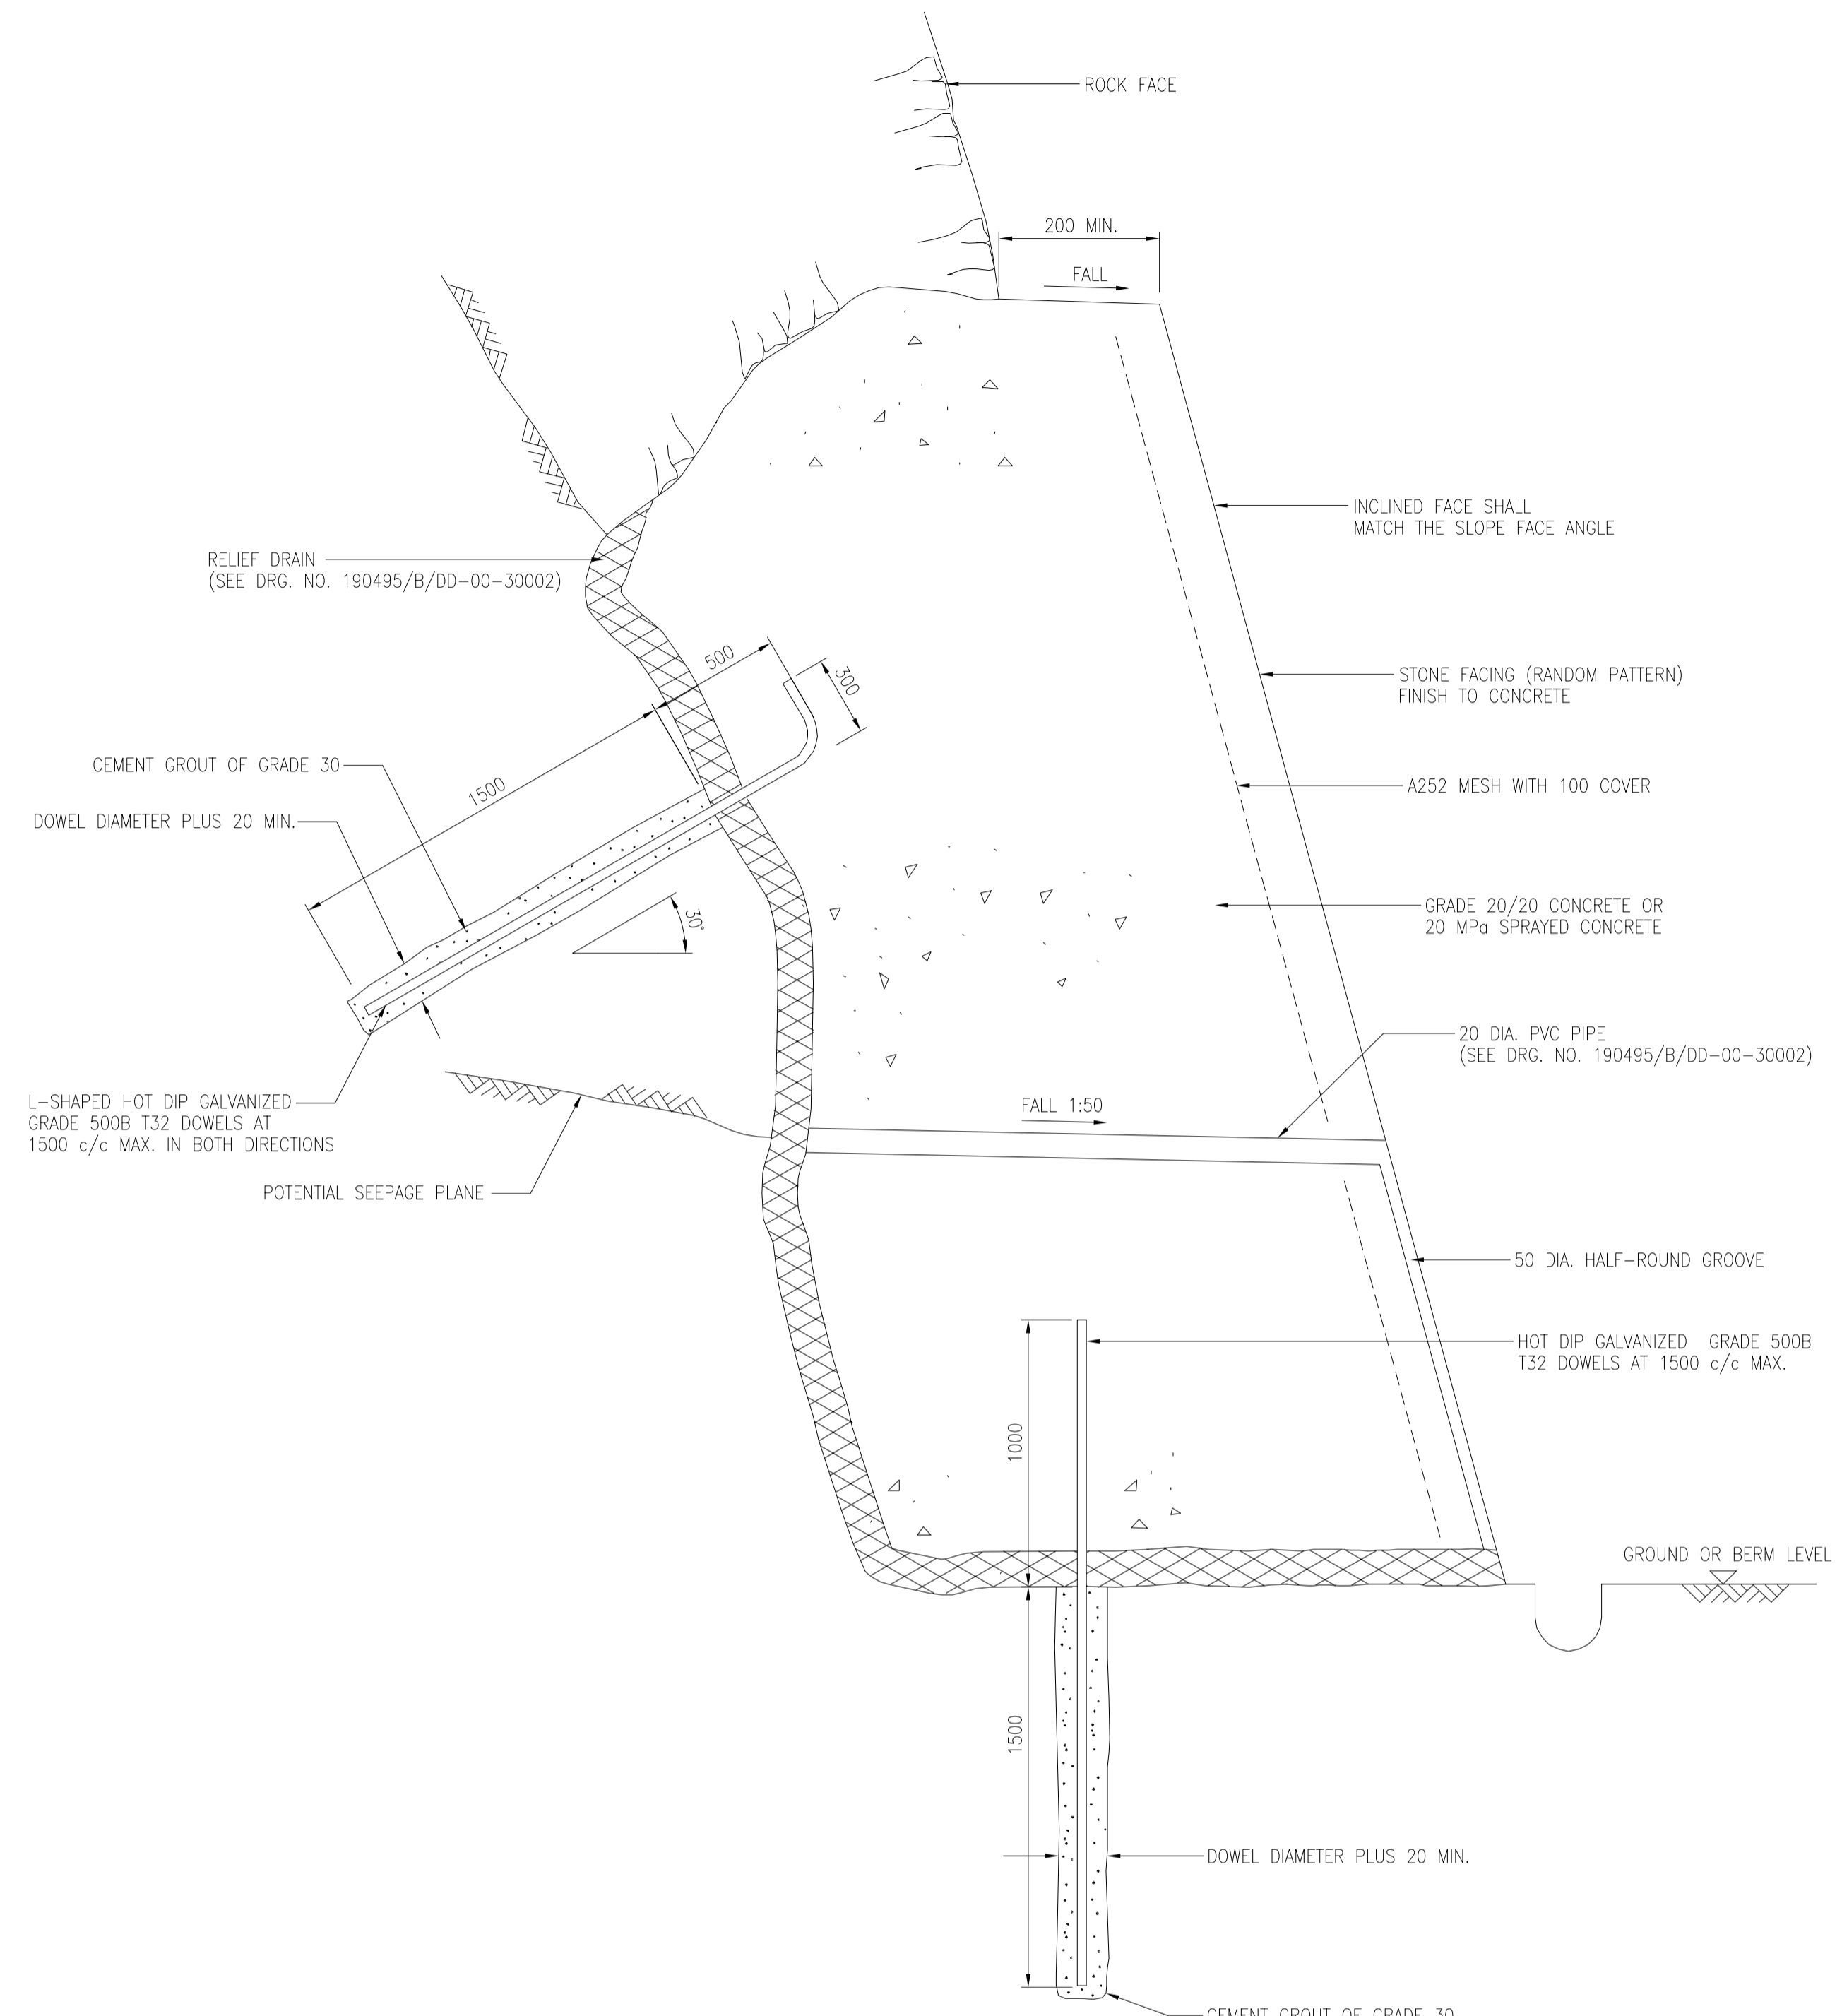 ROCK FACE
200 MIN.
FALL
INCLINED FACE SHALL
MATCH THE SLOPE FACE ANGLE
RELIEF DRAIN
(SEE DRG. NO. 190495/B/DD-00-30002)
500
300
STONE FACING (RANDOM PATTERN)
FINISH TO CONCRETE
CEMENT GROUT OF GRADE 30
1500
A252 MESH WITH 100 COVER
DOWEL DIAMETER PLUS 20 MIN.
30°
GRADE 20/20 CONCRETE OR
20 MPa SPRAYED CONCRETE
20 DIA. PVC PIPE
(SEE DRG. NO. 190495/B/DD-00-30002)
L-SHAPED HOT DIP GALVANIZED
GRADE 500B T32 DOWELS AT
1500 c/c MAX. IN BOTH DIRECTIONS
FALL 1:50
POTENTIAL SEEPAGE PLANE
50 DIA. HALF-ROUND GROOVE
HOT DIP GALVANIZED GRADE 500B
T32 DOWELS AT 1500 c/c MAX.
1000
GROUND OR BERM LEVEL
1500
DOWEL DIAMETER PLUS 20 MIN.
CEMENT GROUT OF GRADE 30